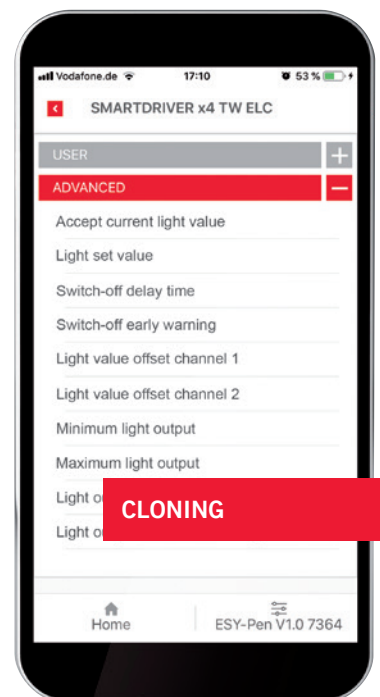 Vodafone.de 17:10 53 %
SMARTDRIVER x4 TW ELC
USER
ADVANCED
Accept current light value
Light set value
Switch-off delay time
Switch-off early warning
Light value offset channel 1
Light value offset channel 2
Minimum light output
Maximum light output
Light
CLONING
Light
Home ESY-Pen V1.0 7364